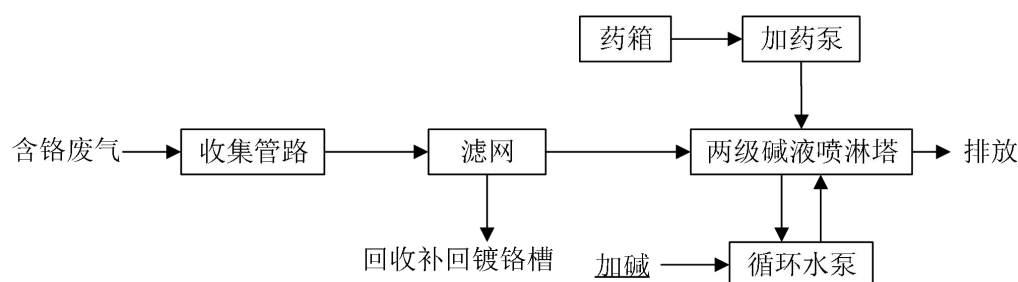 药箱
加药泵
含铬废气
收集管路
滤网
两级碱液喷淋塔
排放
回收补回镀铬槽
加碱
循环水泵